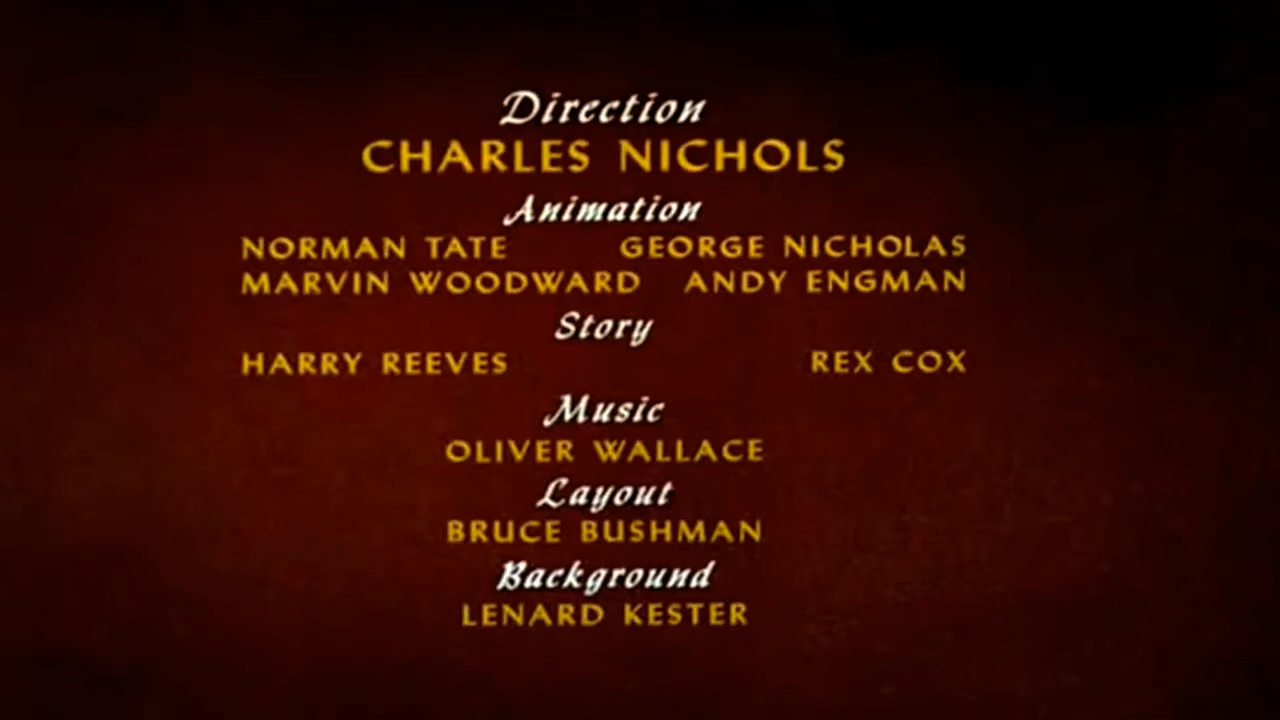 Direction
CHARLES NICHOLS
Animation
NORMAN TATE GEORGE NICHOLAS
MARVIN WOODWARD ANDY ENGMAN
Story
HARRY REEVES REX COX
Music
OLIVER WALLACE
Layout
BRUCE BUSHMAN
Background
LENARD KESTER